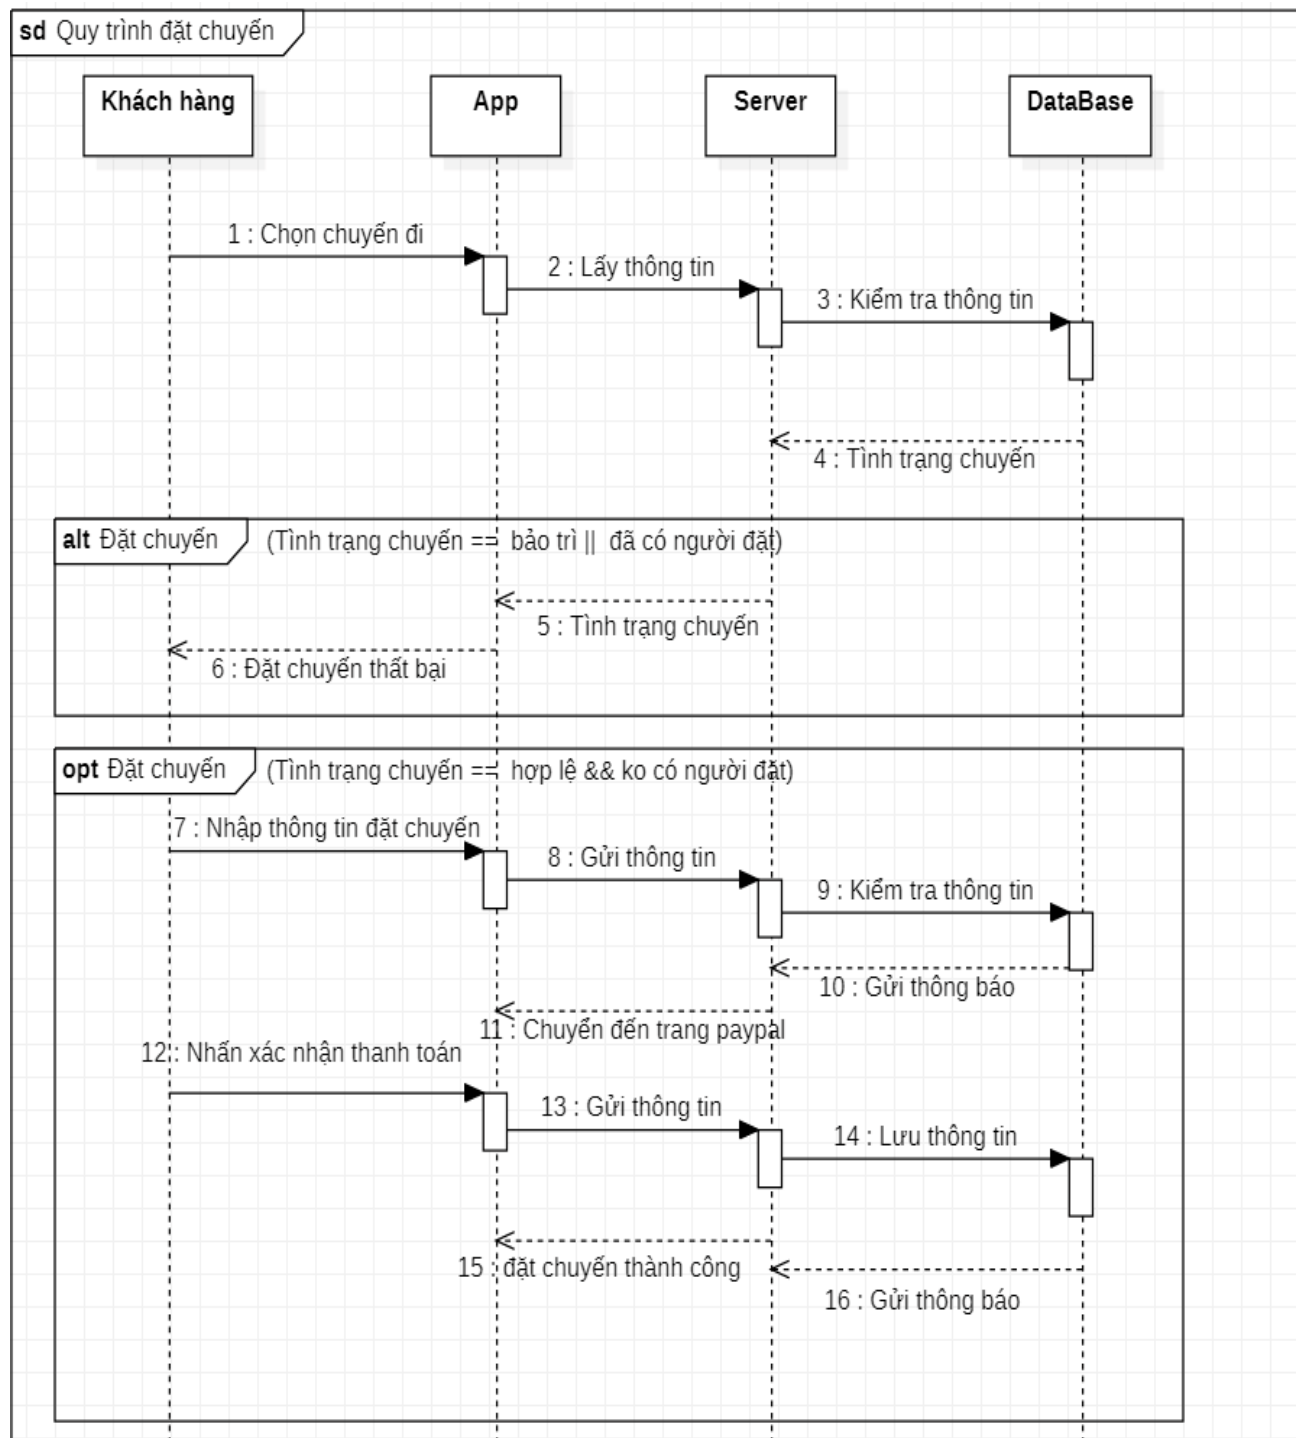 sd Quy trình đặt chuyến
Khách hàng
App
Server
DataBase
1 : Chọn chuyến đi
2 : Lấy thông tin
3 : Kiểm tra thông tin
4 : Tình trạng chuyến
alt Đặt chuyến
(Tình trạng chuyến == bảo trì || đã có người đặt)
5 : Tình trạng chuyến
6 : Đặt chuyến thất bại
opt Đặt chuyến
(Tình trạng chuyến == hợp lệ && ko có người đặt)
7 : Nhập thông tin đặt chuyến
8 : Gửi thông tin
9 : Kiểm tra thông tin
10 : Gửi thông báo
11 : Chuyển đến trang paypal
12 : Nhấn xác nhận thanh toán
13 : Gửi thông tin
14 : Lưu thông tin
15 : đặt chuyến thành công
16 : Gửi thông báo